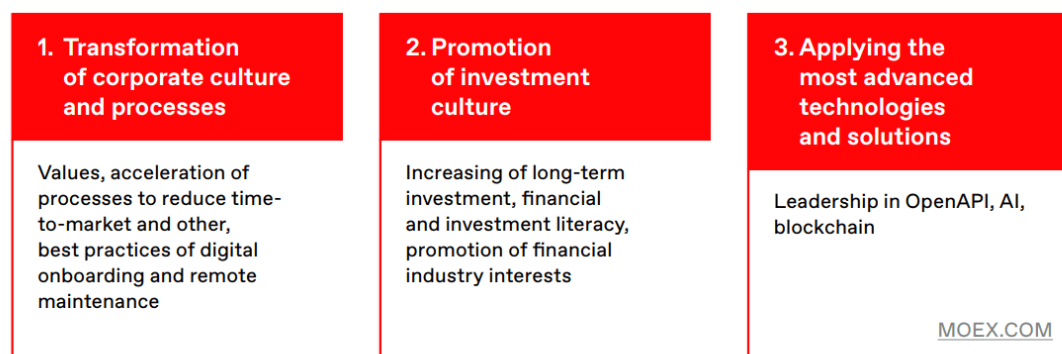 1. Transformation
of corporate culture
and processes
Values, acceleration of
processes to reduce time-
to-market and other,
best practices of digital
onboarding and remote
maintenance
2. Promotion
of investment
culture
Increasing of long-term
investment, financial
and investment literacy,
promotion of financial
industry interests
3. Applying the
most advanced
technologies
and solutions
Leadership in OpenAPI, AI,
blockchain
MOEX.COM